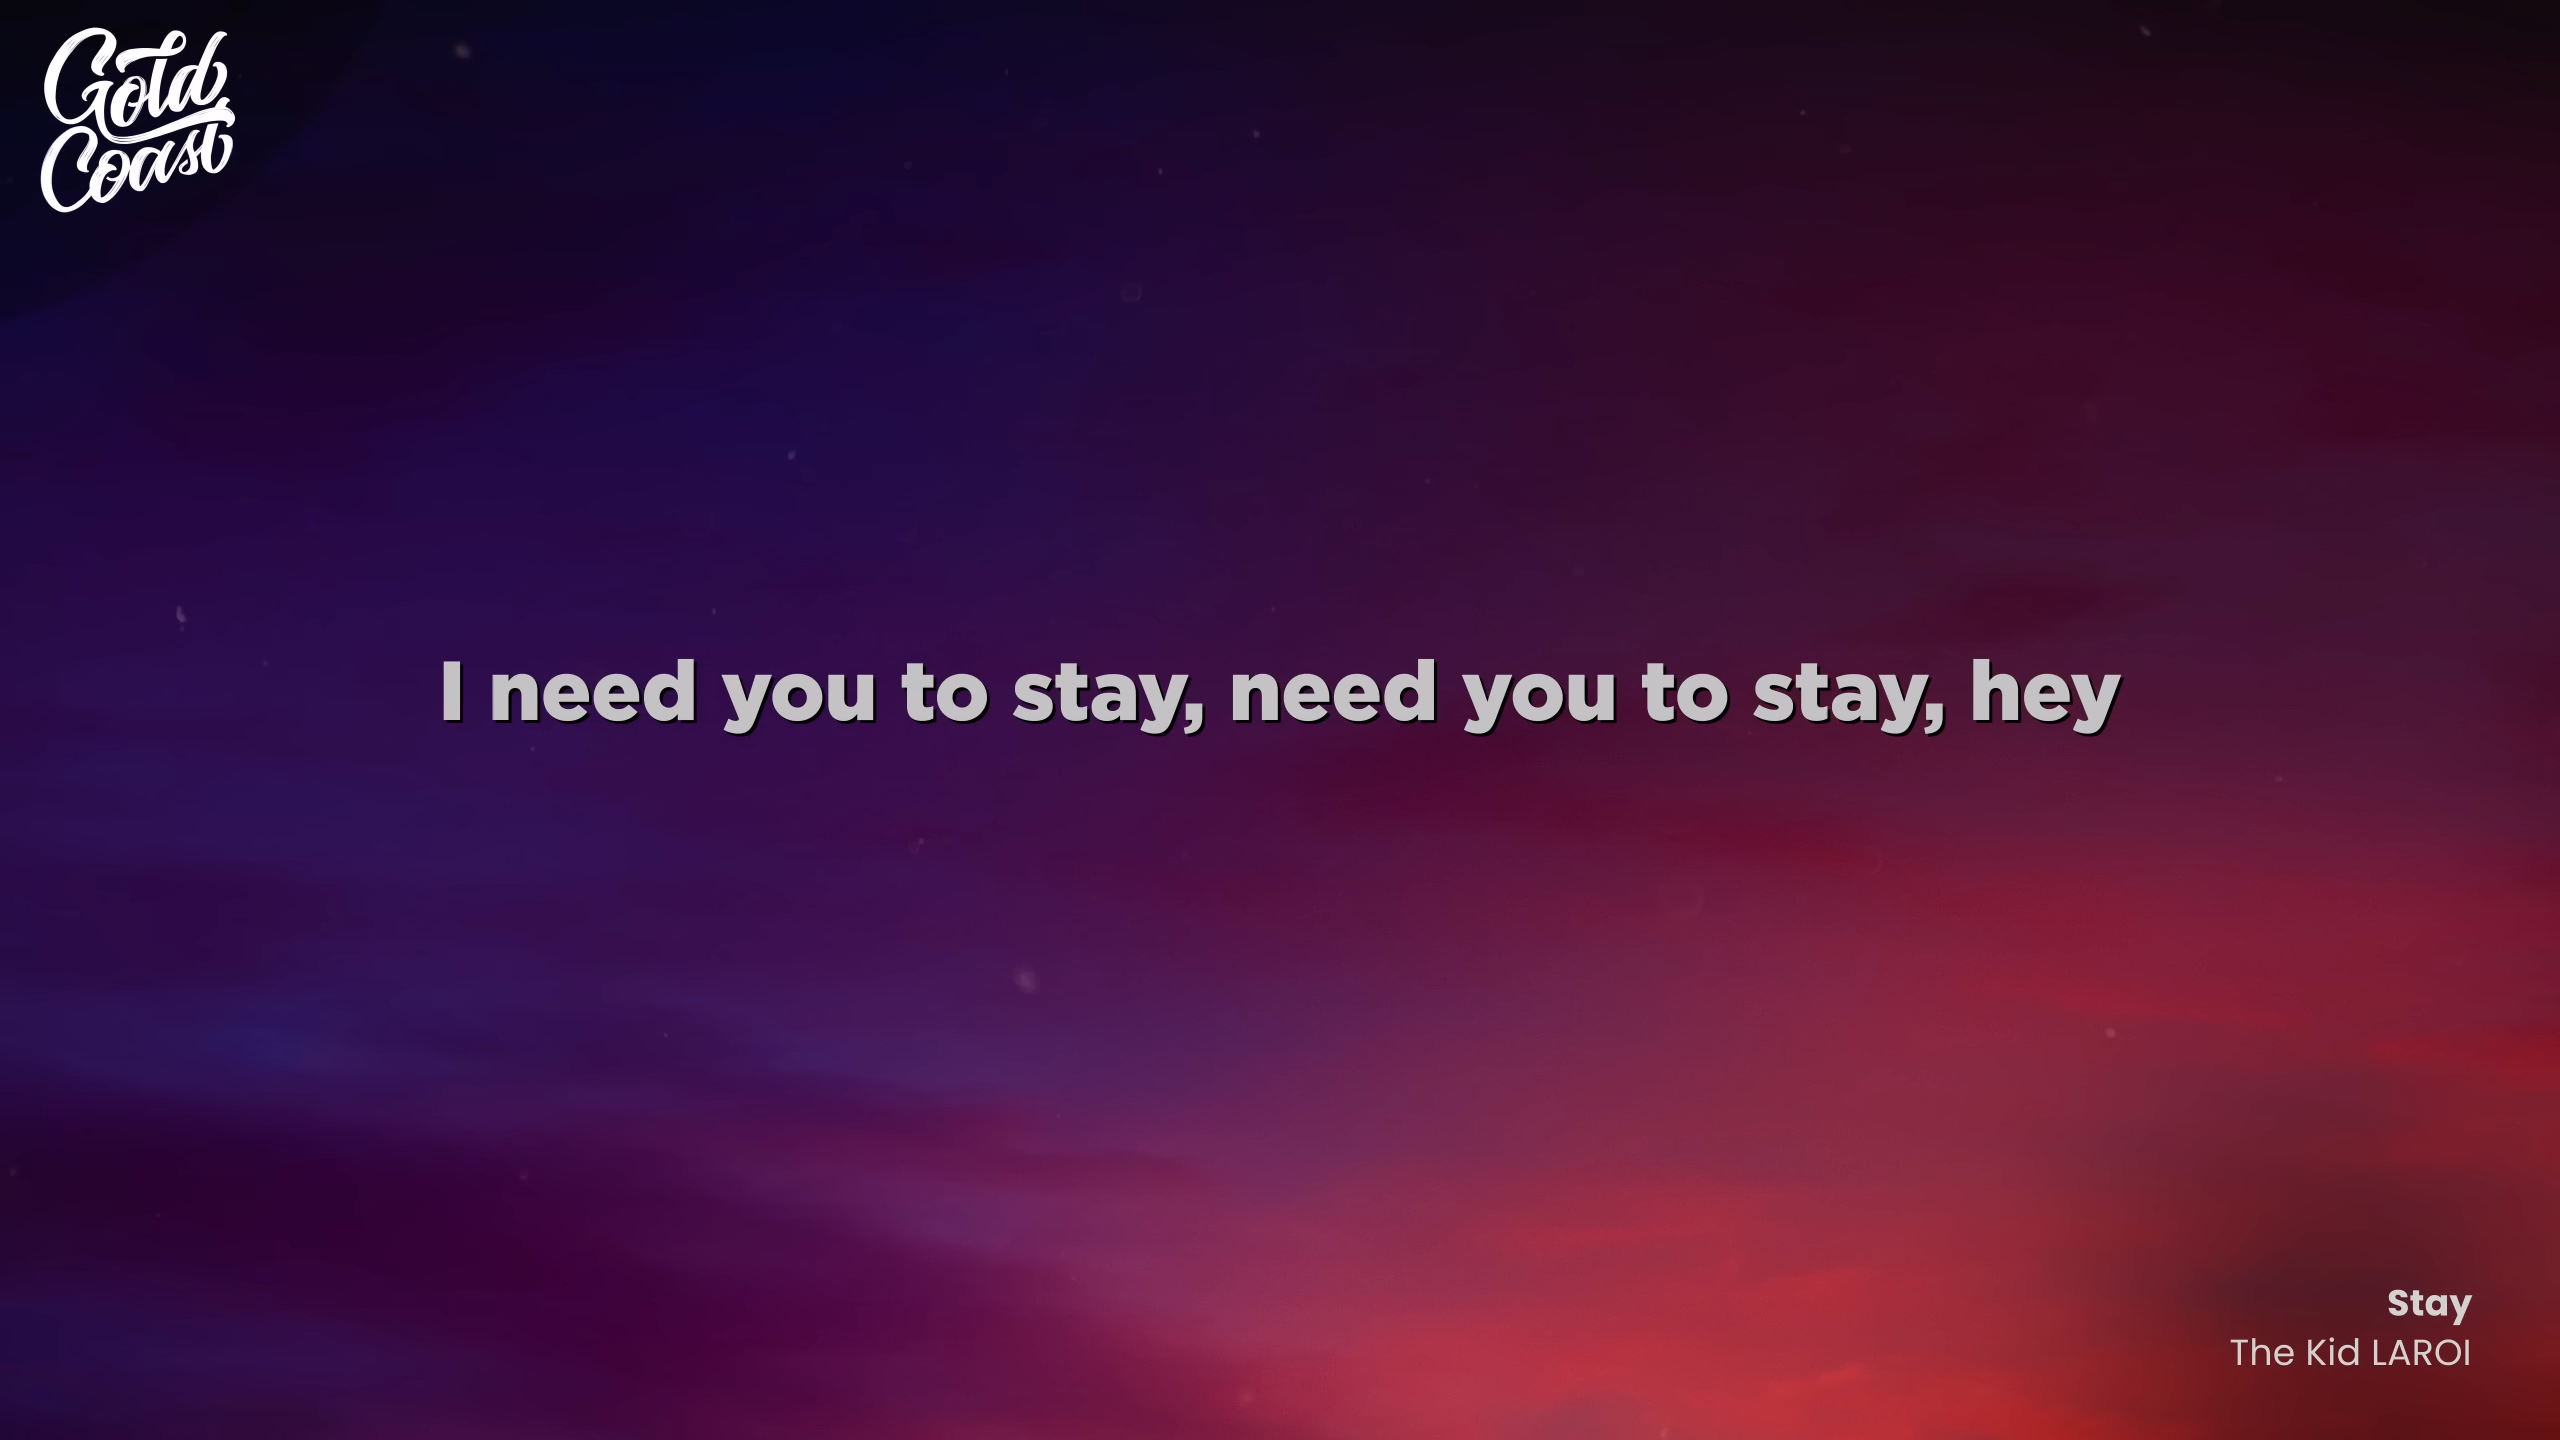 Gold
Coast
I need you to stay, need you to stay, hey
Stay
The Kid LAROI